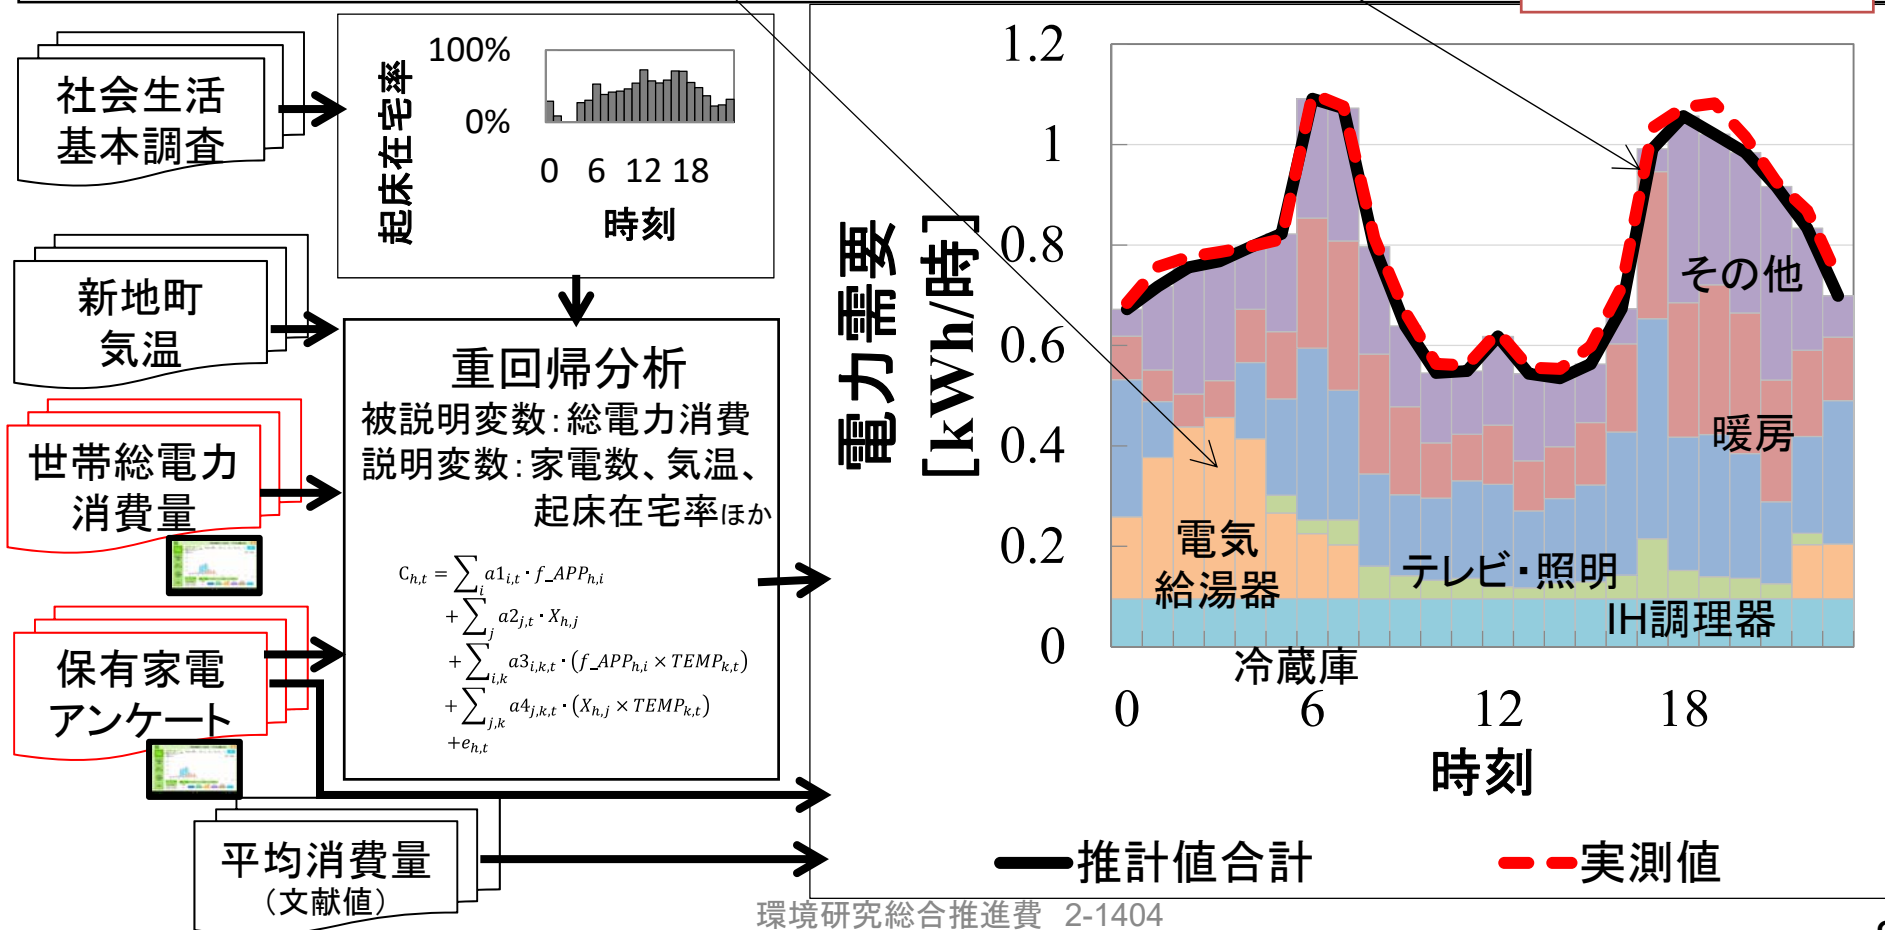 社会生活
基本調査
新地町
気温
世帯総電力
消費量
保有家電
アンケート
平均消費量
（文献値）
起床在宅率
100%
0%
0 6 12 18
時刻
重回帰分析
被説明変数：総電力消費
説明変数：家電数、気温、
起床在宅率ほか
C_{h,t} = ∑_i a1_{i,t} · f_APP_{h,i}
+ ∑_j a2_{j,t} · X_{h,j}
+ ∑_{i,k} a3_{i,k,t} · (f_APP_{h,i} × TEMP_{k,t})
+ ∑_{j,k} a4_{j,k,t} · (X_{h,j} × TEMP_{k,t})
+e_{h,t}
電力需要
[kWh/時]
1.2
1
0.8
0.6
0.4
0.2
0
その他
暖房
電気
給湯器
テレビ・照明
IH調理器
冷蔵庫
0 6 12 18
時刻
推計値合計
実測値
環境研究総合推進費 2-1404